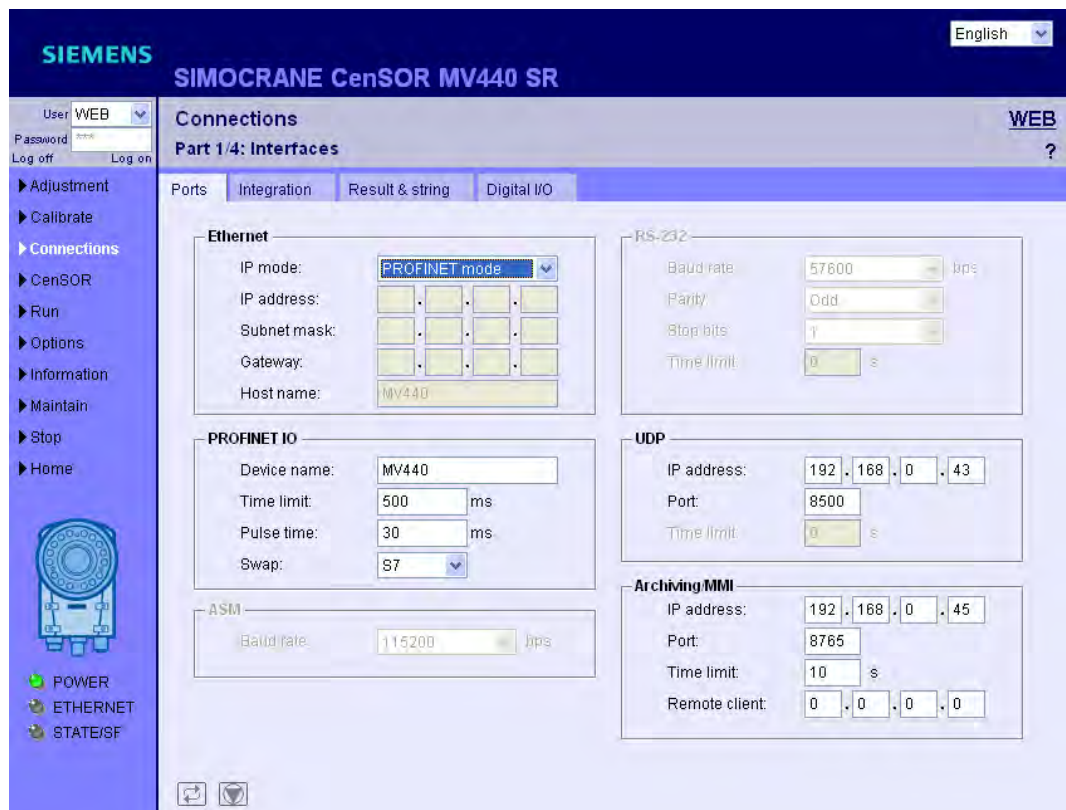 SIEMENS
English
SIMOCRANE CenSOR MV440 SR
User WEB
Password ***
Log off Log on
Connections
WEB
Part 1/4: Interfaces
?
Adjustment
Calibrate
Connections
CenSOR
Run
Options
Information
Maintain
Stop
Home
POWER
ETHERNET
STATE/SF
Ports Integration Result & string Digital I/O
Ethernet
IP mode: PROFINET mode
IP address: . . .
Subnet mask: . . .
Gateway: . . .
Host name: MV440
PROFINET IO
Device name: MV440
Time limit: 500 ms
Pulse time: 30 ms
Swap: S7
ASM
Baud rate 115200 bps
RS-232
Baud rate 57600 bps
Parity Odd
Stop bits 1
Time limit 0 s
UDP
IP address: 192 . 168 . 0 . 43
Port: 8500
Time limit 0 s
Archiving/MMI
IP address: 192 . 168 . 0 . 45
Port: 8765
Time limit: 10 s
Remote client: 0 . 0 . 0 . 0